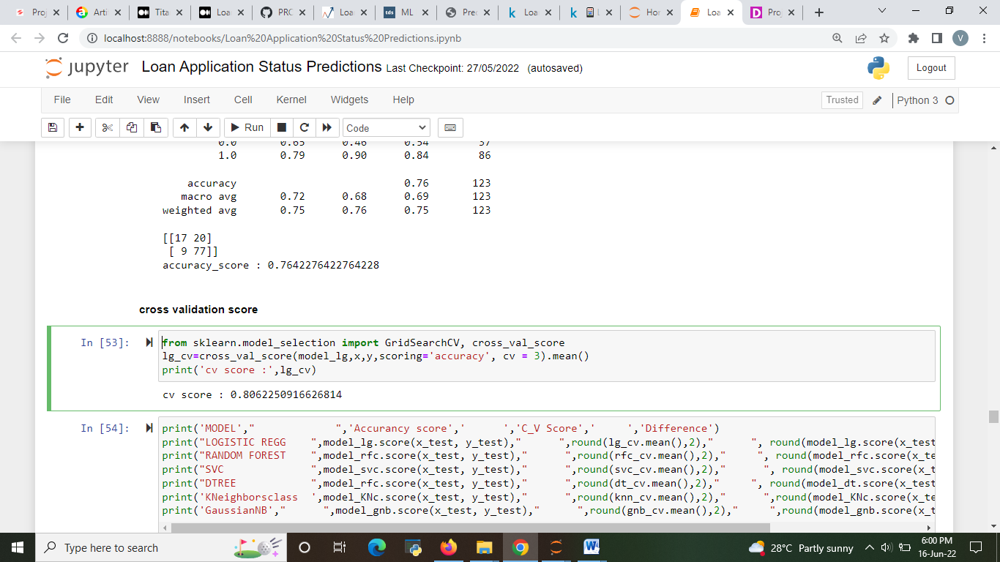 Proj
Arti
Tita
Loan
PRC
Loa
tds ML
Prec
k Loa
k L
Hor
Loa
D Proj
localhost:8888/notebooks/Loan%20Application%20Status%20Predictions.ipynb
V
jupyter Loan Application Status Predictions Last Checkpoint: 27/05/2022 (autosaved)
Logout
File Edit View Insert Cell Kernel Widgets Help
Trusted
Python 3
Run
Code
0.0 0.65 0.46 0.54 37
1.0 0.79 0.90 0.84 86
accuracy 0.76 123
macro avg 0.72 0.68 0.69 123
weighted avg 0.75 0.76 0.75 123
[[17 20]
[ 9 77]]
accuracy_score : 0.7642276422764228
cross validation score
In [53]:
from sklearn.model_selection import GridSearchCV, cross_val_score
lg_cv=cross_val_score(model_lg,x,y,scoring='accuracy', cv = 3).mean()
print('cv score :',lg_cv)
cv score : 0.8062250916626814
In [54]:
print('MODEL',"             ",'Accurancy score','      ','C_V Score','     ','Difference')
print("LOGISTIC REGG    ",model_lg.score(x_test, y_test),"      ",round(lg_cv.mean(),2),"      ", round(model_lg.score(x_test
print("RANDOM FOREST    ",model_rfc.score(x_test, y_test),"      ",round(rfc_cv.mean(),2),"     ", round(model_rfc.score(x_te
print("SVC              ",model_svc.score(x_test, y_test),"      ",round(svc_cv.mean(),2),"      ", round(model_svc.score(x_t
print("DTREE            ",model_rfc.score(x_test, y_test),"      ",round(dt_cv.mean(),2),"     ", round(model_dt.score(x_test
print('KNeighborsclass  ',model_KNc.score(x_test, y_test),"      ",round(knn_cv.mean(),2),"      ",round(model_KNc.score(x_te
print('GaussianNB',"      ",model_gnb.score(x_test, y_test),"      ",round(gnb_cv.mean(),2),"     ",round(model_gnb.score(x_t
Type here to search
28°C Partly sunny
6:00 PM
16-Jun-22